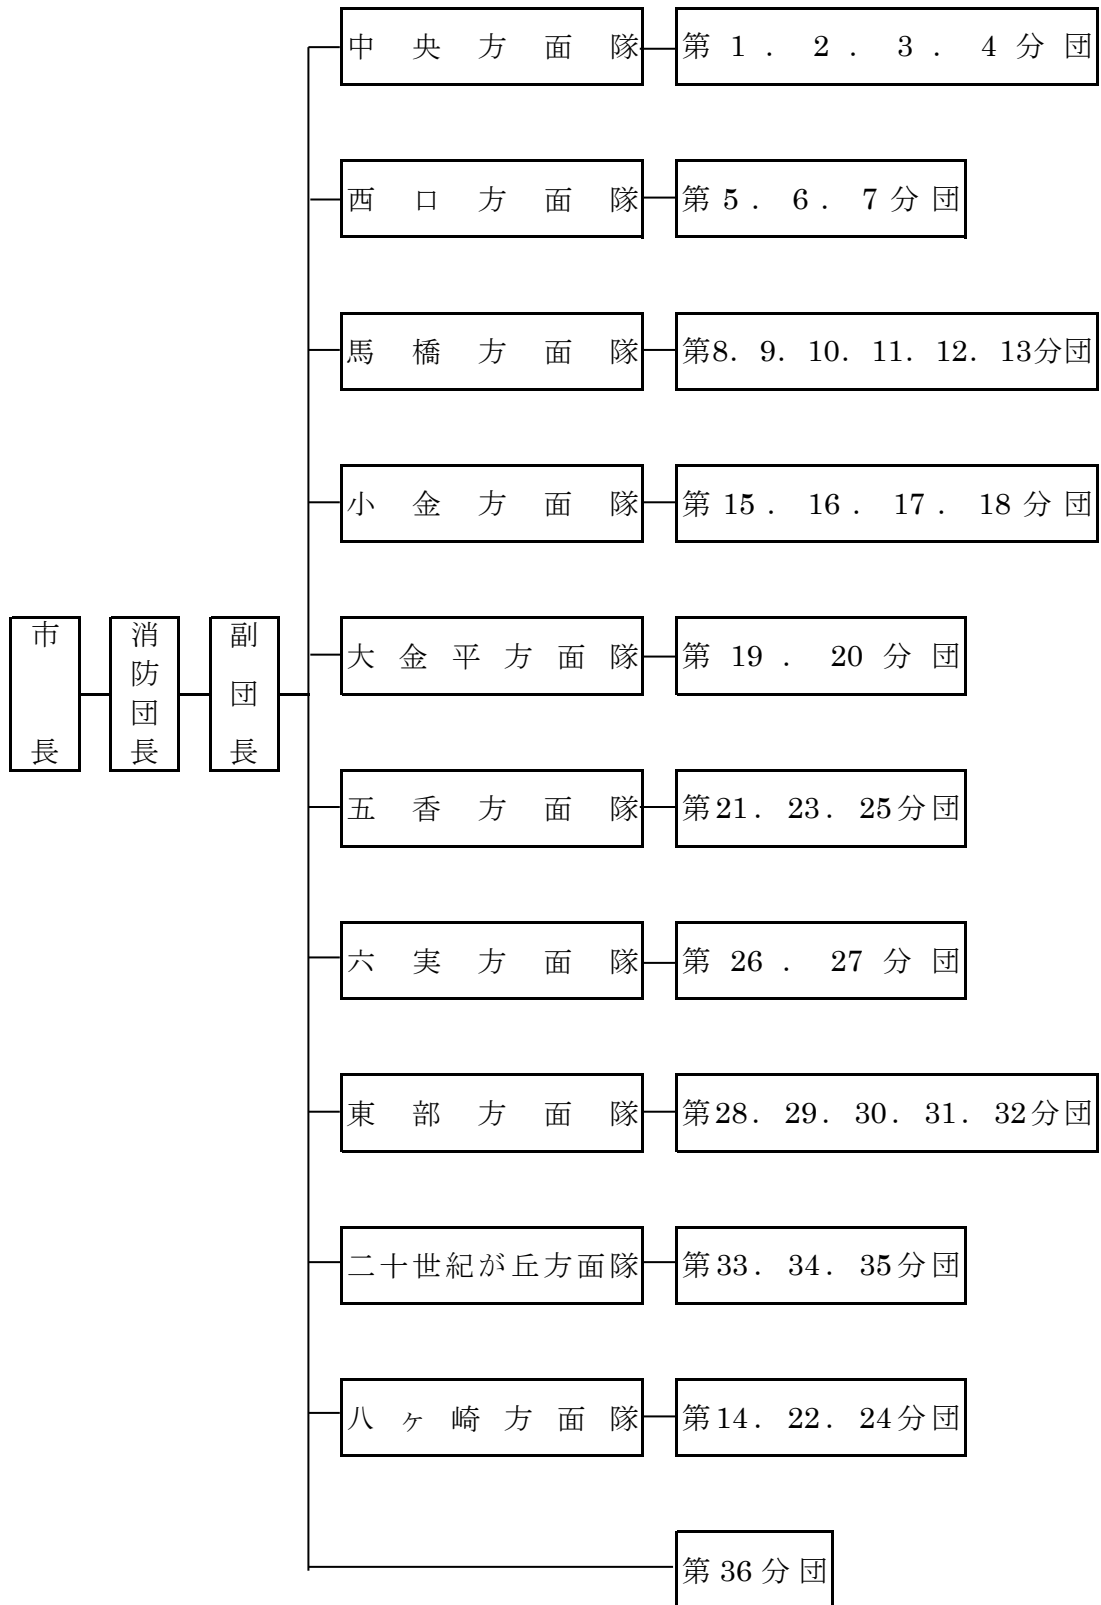 中央方面隊 第1．2．3．4分団
西口方面隊 第5．6．7分団
馬橋方面隊 第8．9．10．11．12．13分団
小金方面隊 第15．16．17．18分団
市長 消防団長 副団長
大金平方面隊 第19．20分団
五香方面隊 第21．23．25分団
六実方面隊 第26．27分団
東部方面隊 第28．29．30．31．32分団
二十世紀が丘方面隊 第33．34．35分団
八ヶ崎方面隊 第14．22．24分団
第36分団